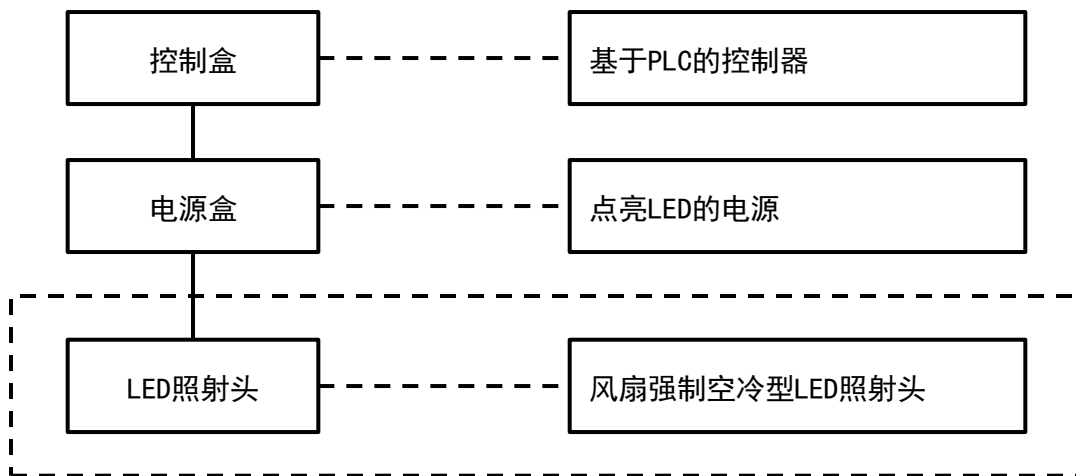 控制盒
基于PLC的控制器
电源盒
点亮LED的电源
LED照射头
风扇强制空冷型LED照射头